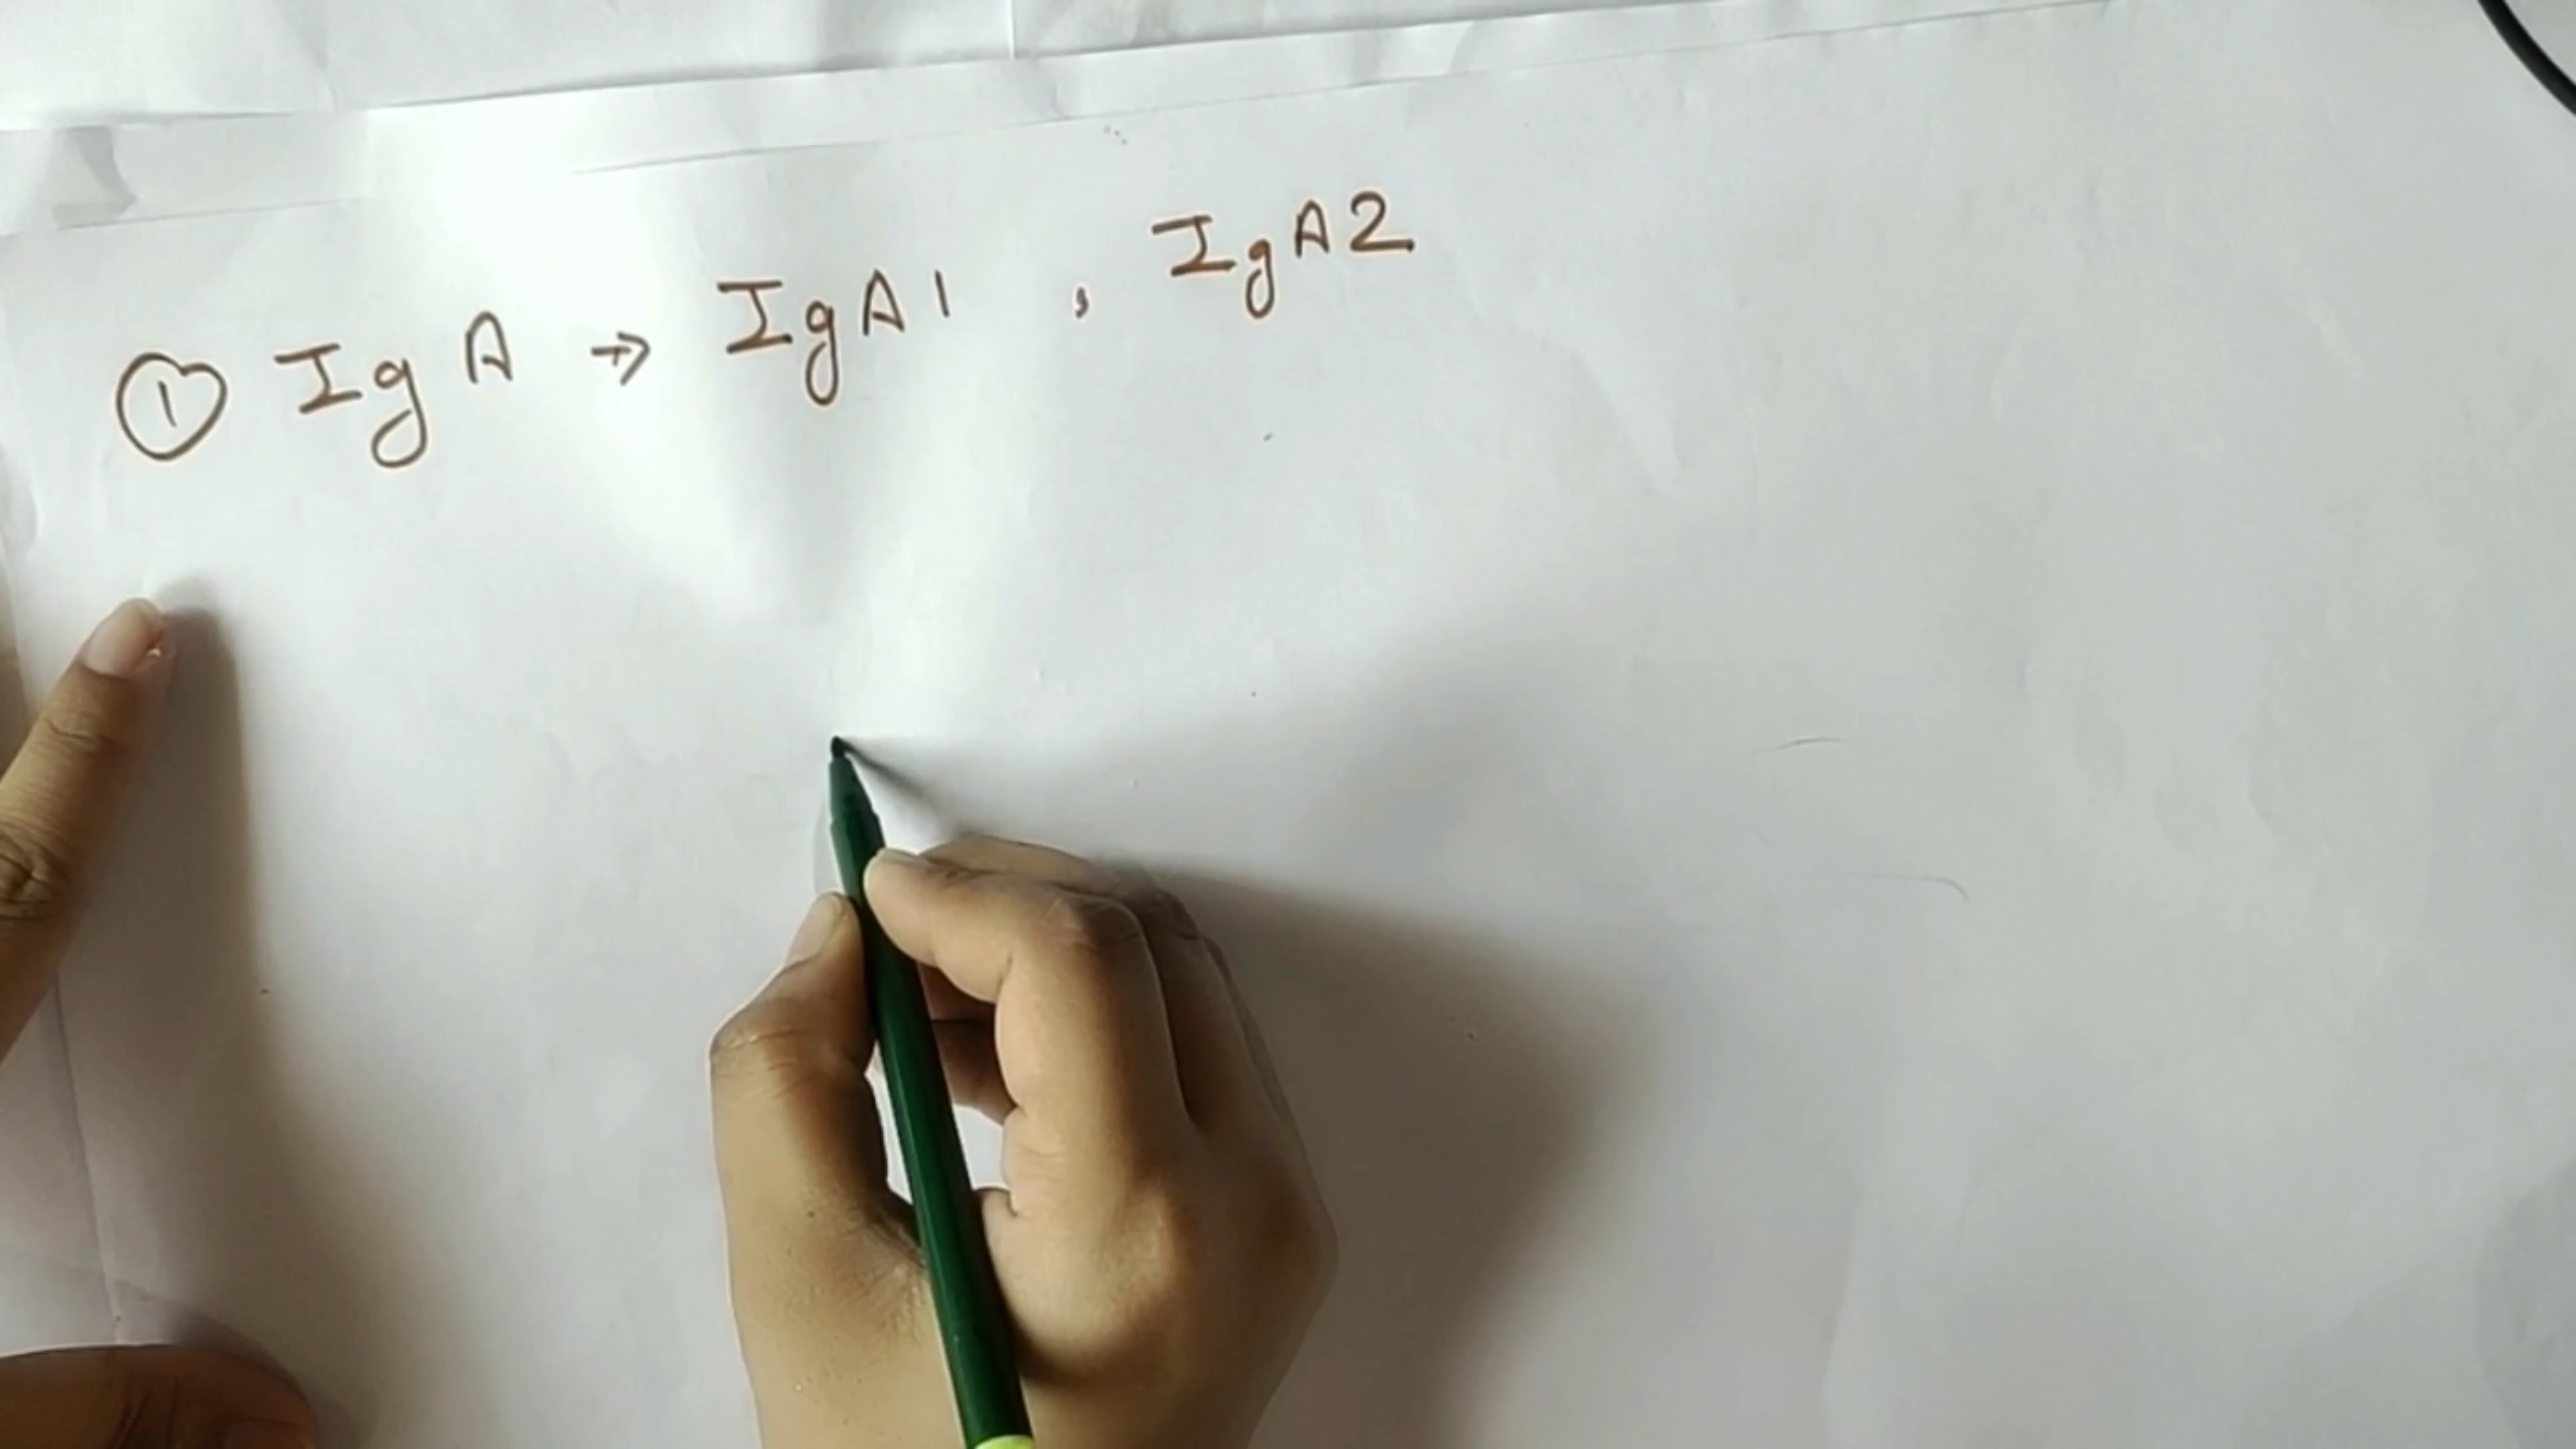 ① IgA → IgA1 , IgA2